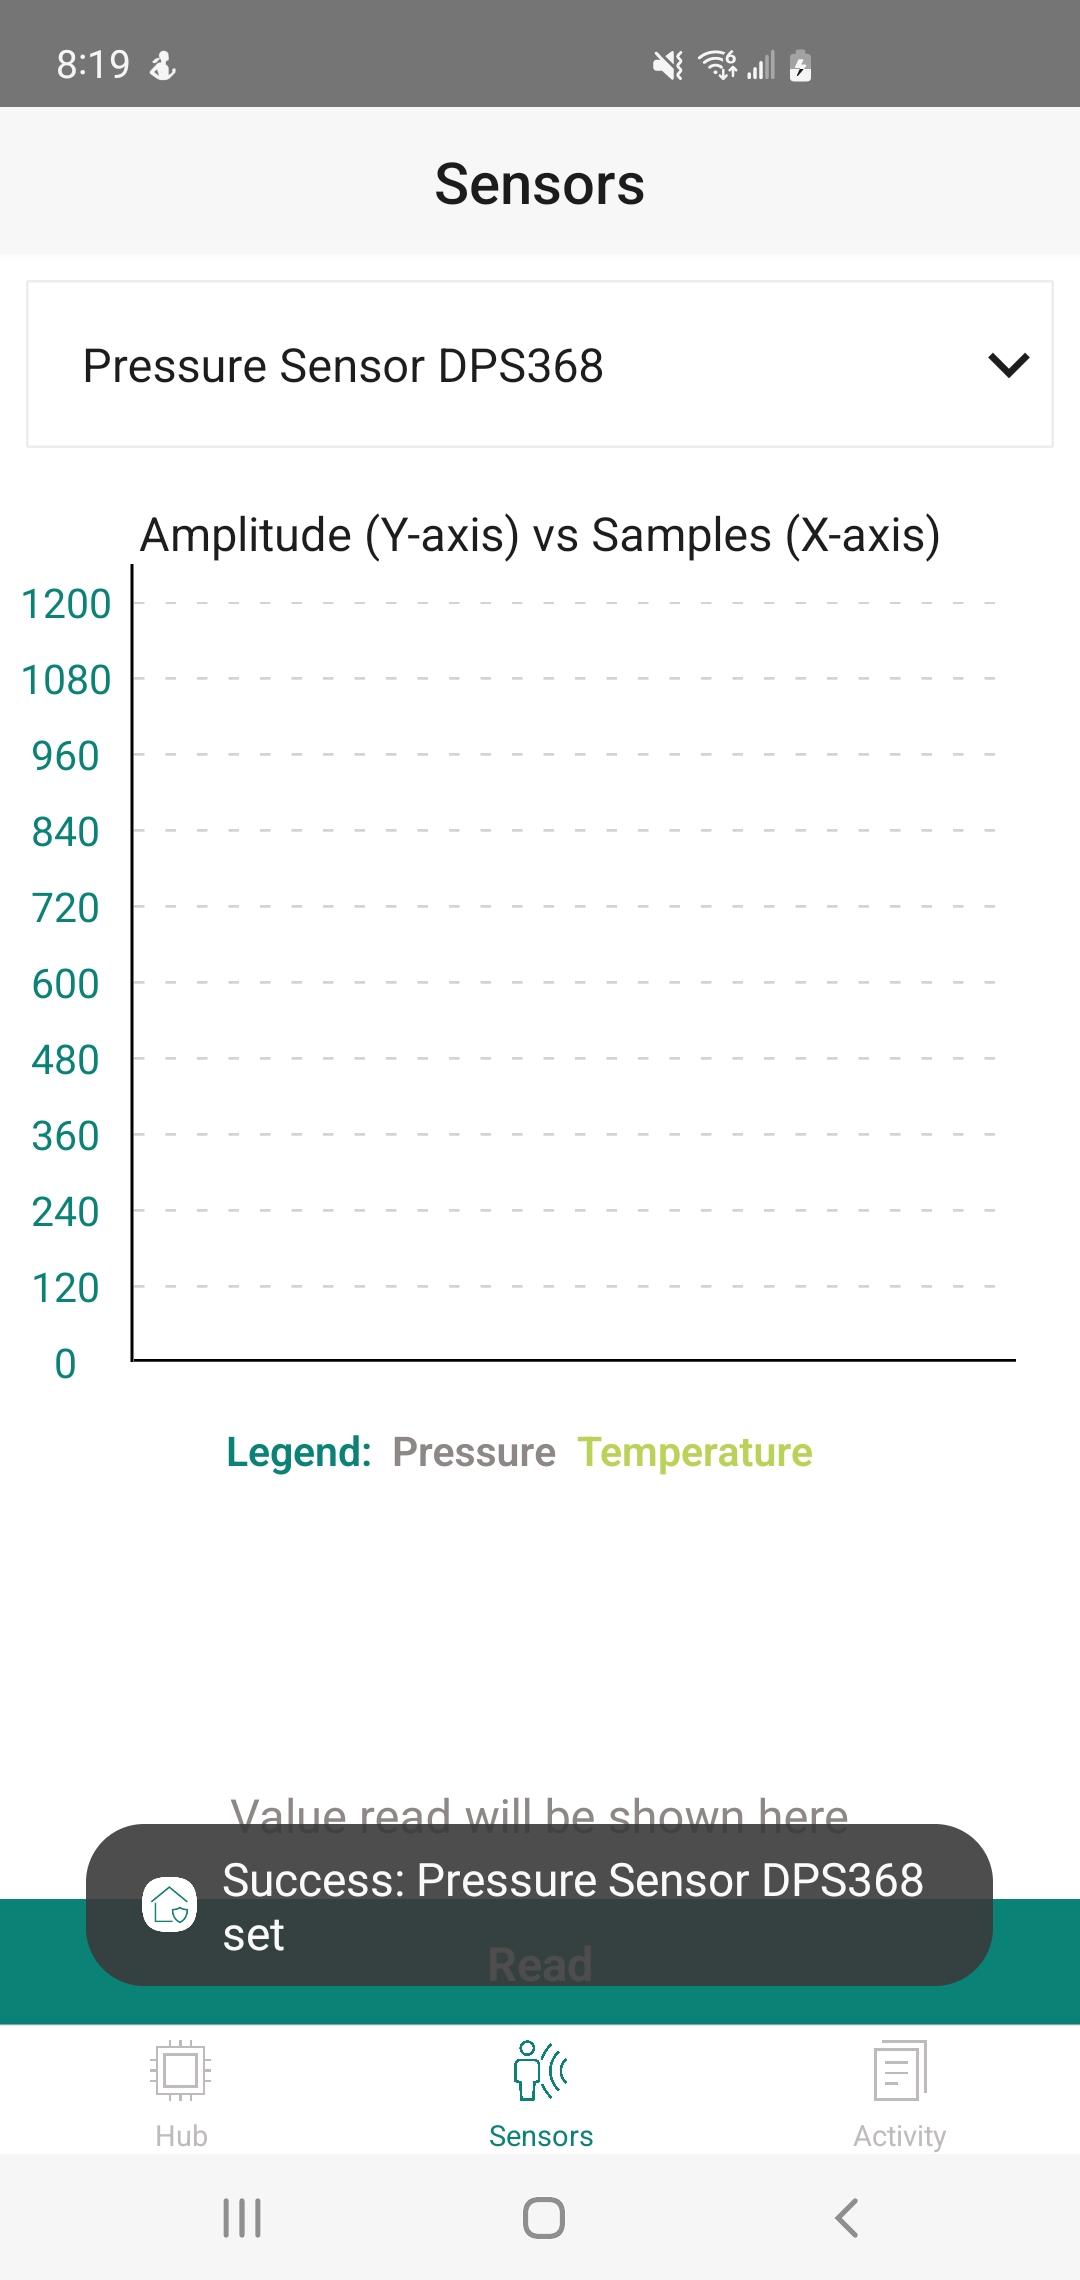 8:19
Sensors
Pressure Sensor DPS368
Amplitude (Y-axis) vs Samples (X-axis)
1200
1080
960
840
720
600
480
360
240
120
0
Legend: Pressure Temperature
Value read will be shown here
Success: Pressure Sensor DPS368
set
Read
Hub Sensors Activity